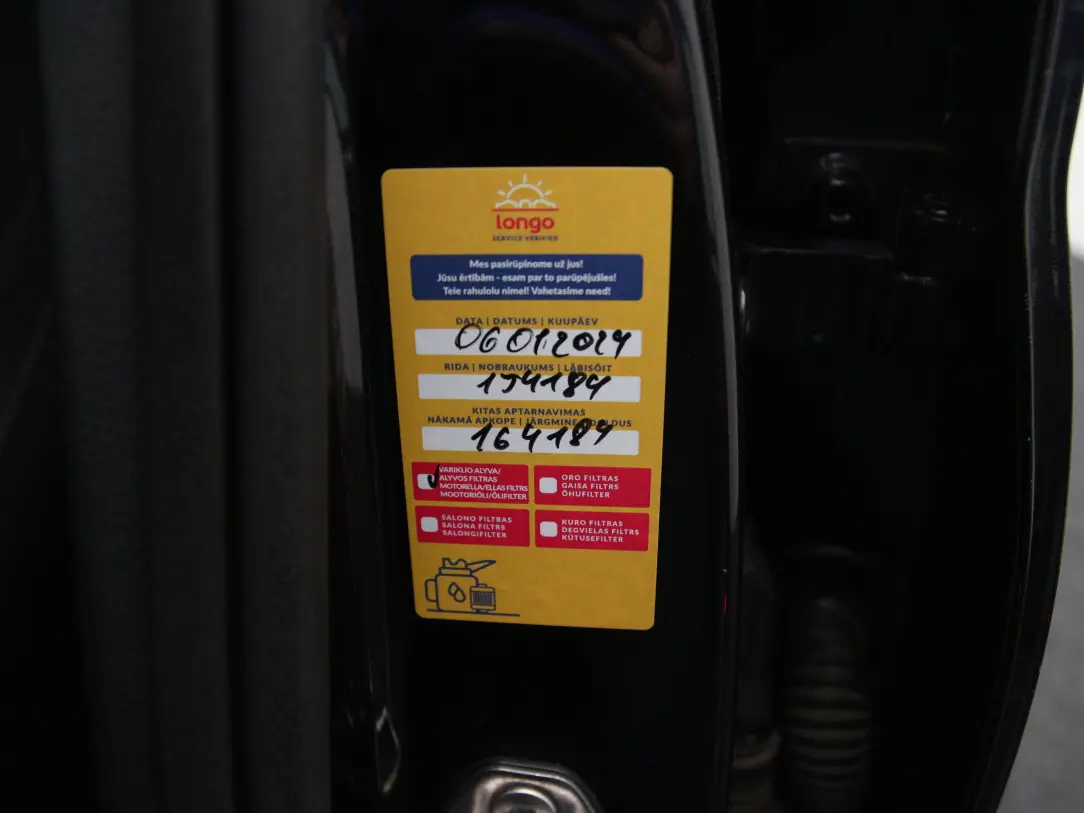 longo
SERVICE VERIFIED
Mes pasirūpinome už jus!
Jūsu ērtībām - esam par to parūpējušies!
Teie rahulolu nimel! Vahetasime need!
DATA | DATUMS | KUUPÄEV
06 01 2024
RIDA | NOBRAUKUMS | LÄBISÕIT
154184
KITAS APTARNAVIMAS
NĀKAMĀ APKOPE | JÄRGMINE HOOLDUS
164184
VARIKLIO ALYVA/
ALYVOS FILTRAS
MOTORELLA/ELLAS FILTRS
MOOTORIÕLI/ÕLIFILTER
ORO FILTRAS
GAISA FILTRS
ÕHUFILTER
SALONO FILTRAS
SALONA FILTRS
SALONGIFILTER
KURO FILTRAS
DEGVIELAS FILTRS
KÜTUSEFILTER